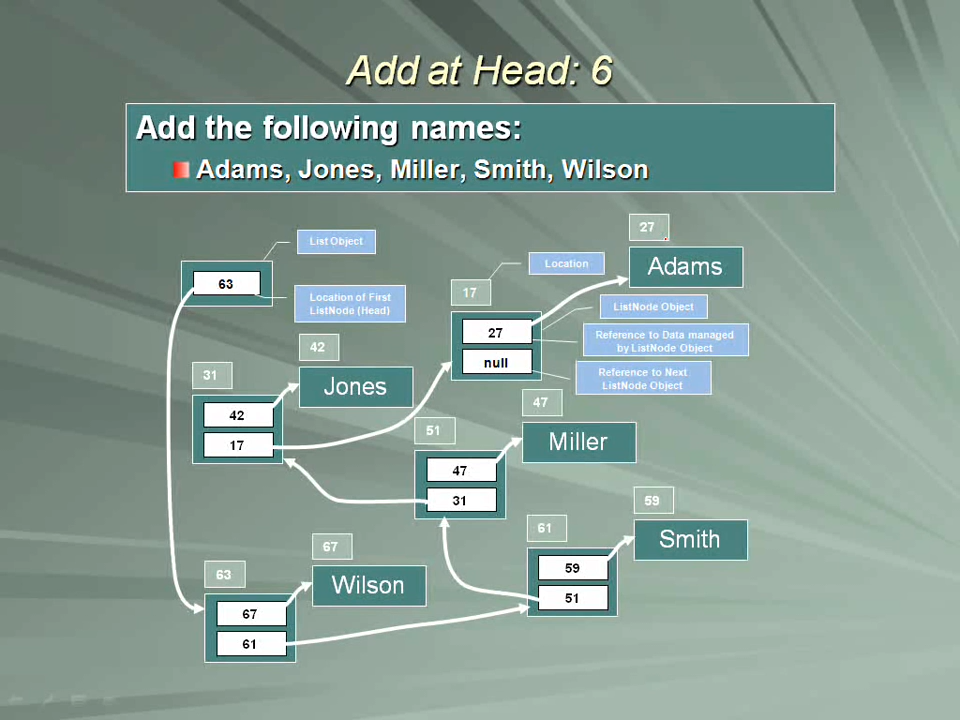 Add at Head: 6
Add the following names:
Adams, Jones, Miller, Smith, Wilson
27
List Object
Adams
Location
63
17
Location of First
ListNode (Head)
ListNode Object
27
Reference to Data managed
by ListNode Object
42
null
31
Reference to Next
ListNode Object
Jones
47
42
51
17
Miller
47
31
59
61
Smith
67
59
63
Wilson
51
67
61